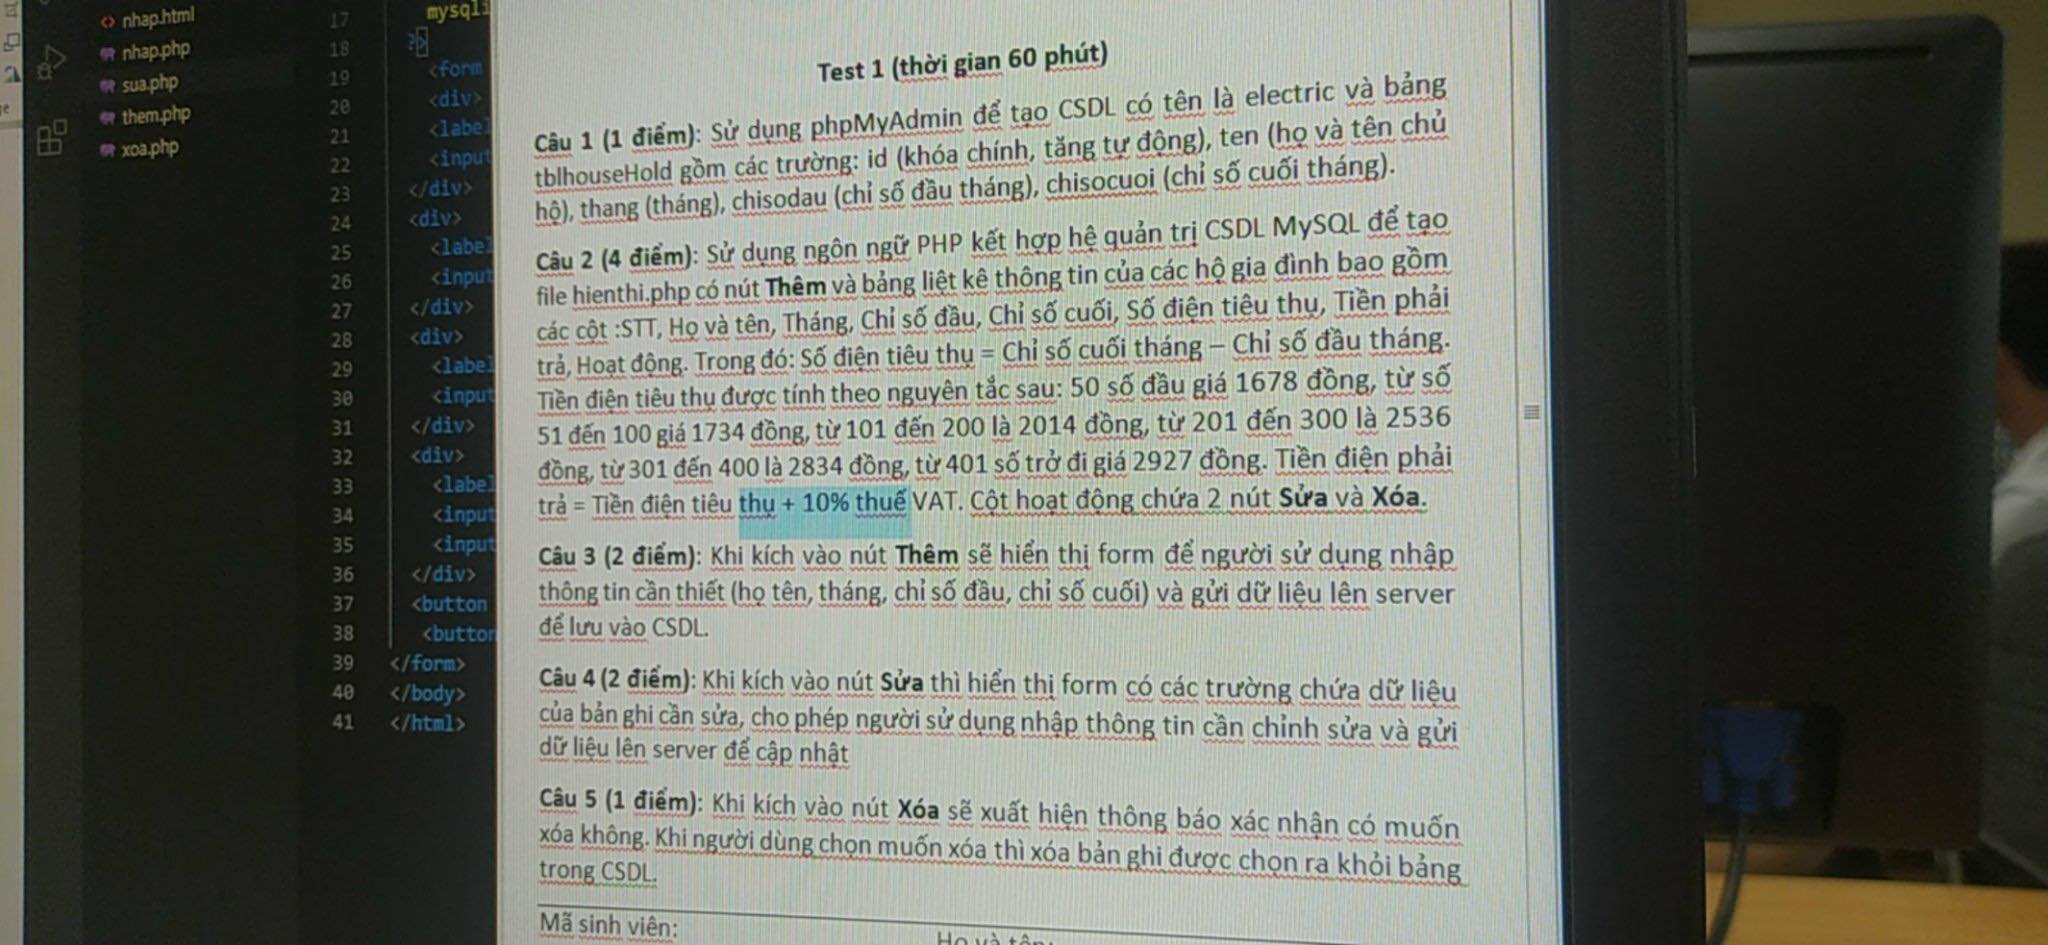 nhap.html
nhap.php
sua.php
them.php
xoa.php
17 mysqli
18 ?>
19 <form
20 <div>
21 <label
22 <input
23 </div>
24 <div>
25 <label
26 <input
27 </div>
28 <div>
29 <label
30 <input
31 </div>
32 <div>
33 <label
34 <input
35 <input
36 </div>
37 <button
38 <button
39 </form>
40 </body>
41 </html>
Test 1 (thời gian 60 phút)
Câu 1 (1 điểm): Sử dụng phpMyAdmin để tạo CSDL có tên là electric và bảng
tblhouseHold gồm các trường: id (khóa chính, tăng tự động), ten (họ và tên chủ
hộ), thang (tháng), chisodau (chỉ số đầu tháng), chisocuoi (chỉ số cuối tháng).
Câu 2 (4 điểm): Sử dụng ngôn ngữ PHP kết hợp hệ quản trị CSDL MySQL để tạo
file hienthi.php có nút Thêm và bảng liệt kê thông tin của các hộ gia đình bao gồm
các cột :STT, Họ và tên, Tháng, Chỉ số đầu, Chỉ số cuối, Số điện tiêu thụ, Tiền phải
trả, Hoạt động. Trong đó: Số điện tiêu thụ = Chỉ số cuối tháng – Chỉ số đầu tháng.
Tiền điện tiêu thụ được tính theo nguyên tắc sau: 50 số đầu giá 1678 đồng, từ số
51 đến 100 giá 1734 đồng, từ 101 đến 200 là 2014 đồng, từ 201 đến 300 là 2536
đồng, từ 301 đến 400 là 2834 đồng, từ 401 số trở đi giá 2927 đồng. Tiền điện phải
trả = Tiền điện tiêu thụ + 10% thuế VAT. Cột hoạt động chứa 2 nút Sửa và Xóa.
Câu 3 (2 điểm): Khi kích vào nút Thêm sẽ hiển thị form để người sử dụng nhập
thông tin cần thiết (họ tên, tháng, chỉ số đầu, chỉ số cuối) và gửi dữ liệu lên server
để lưu vào CSDL.
Câu 4 (2 điểm): Khi kích vào nút Sửa thì hiển thị form có các trường chứa dữ liệu
của bản ghi cần sửa, cho phép người sử dụng nhập thông tin cần chỉnh sửa và gửi
dữ liệu lên server để cập nhật
Câu 5 (1 điểm): Khi kích vào nút Xóa sẽ xuất hiện thông báo xác nhận có muốn
xóa không. Khi người dùng chọn muốn xóa thì xóa bản ghi được chọn ra khỏi bảng
trong CSDL.
Mã sinh viên: Họ và tên: